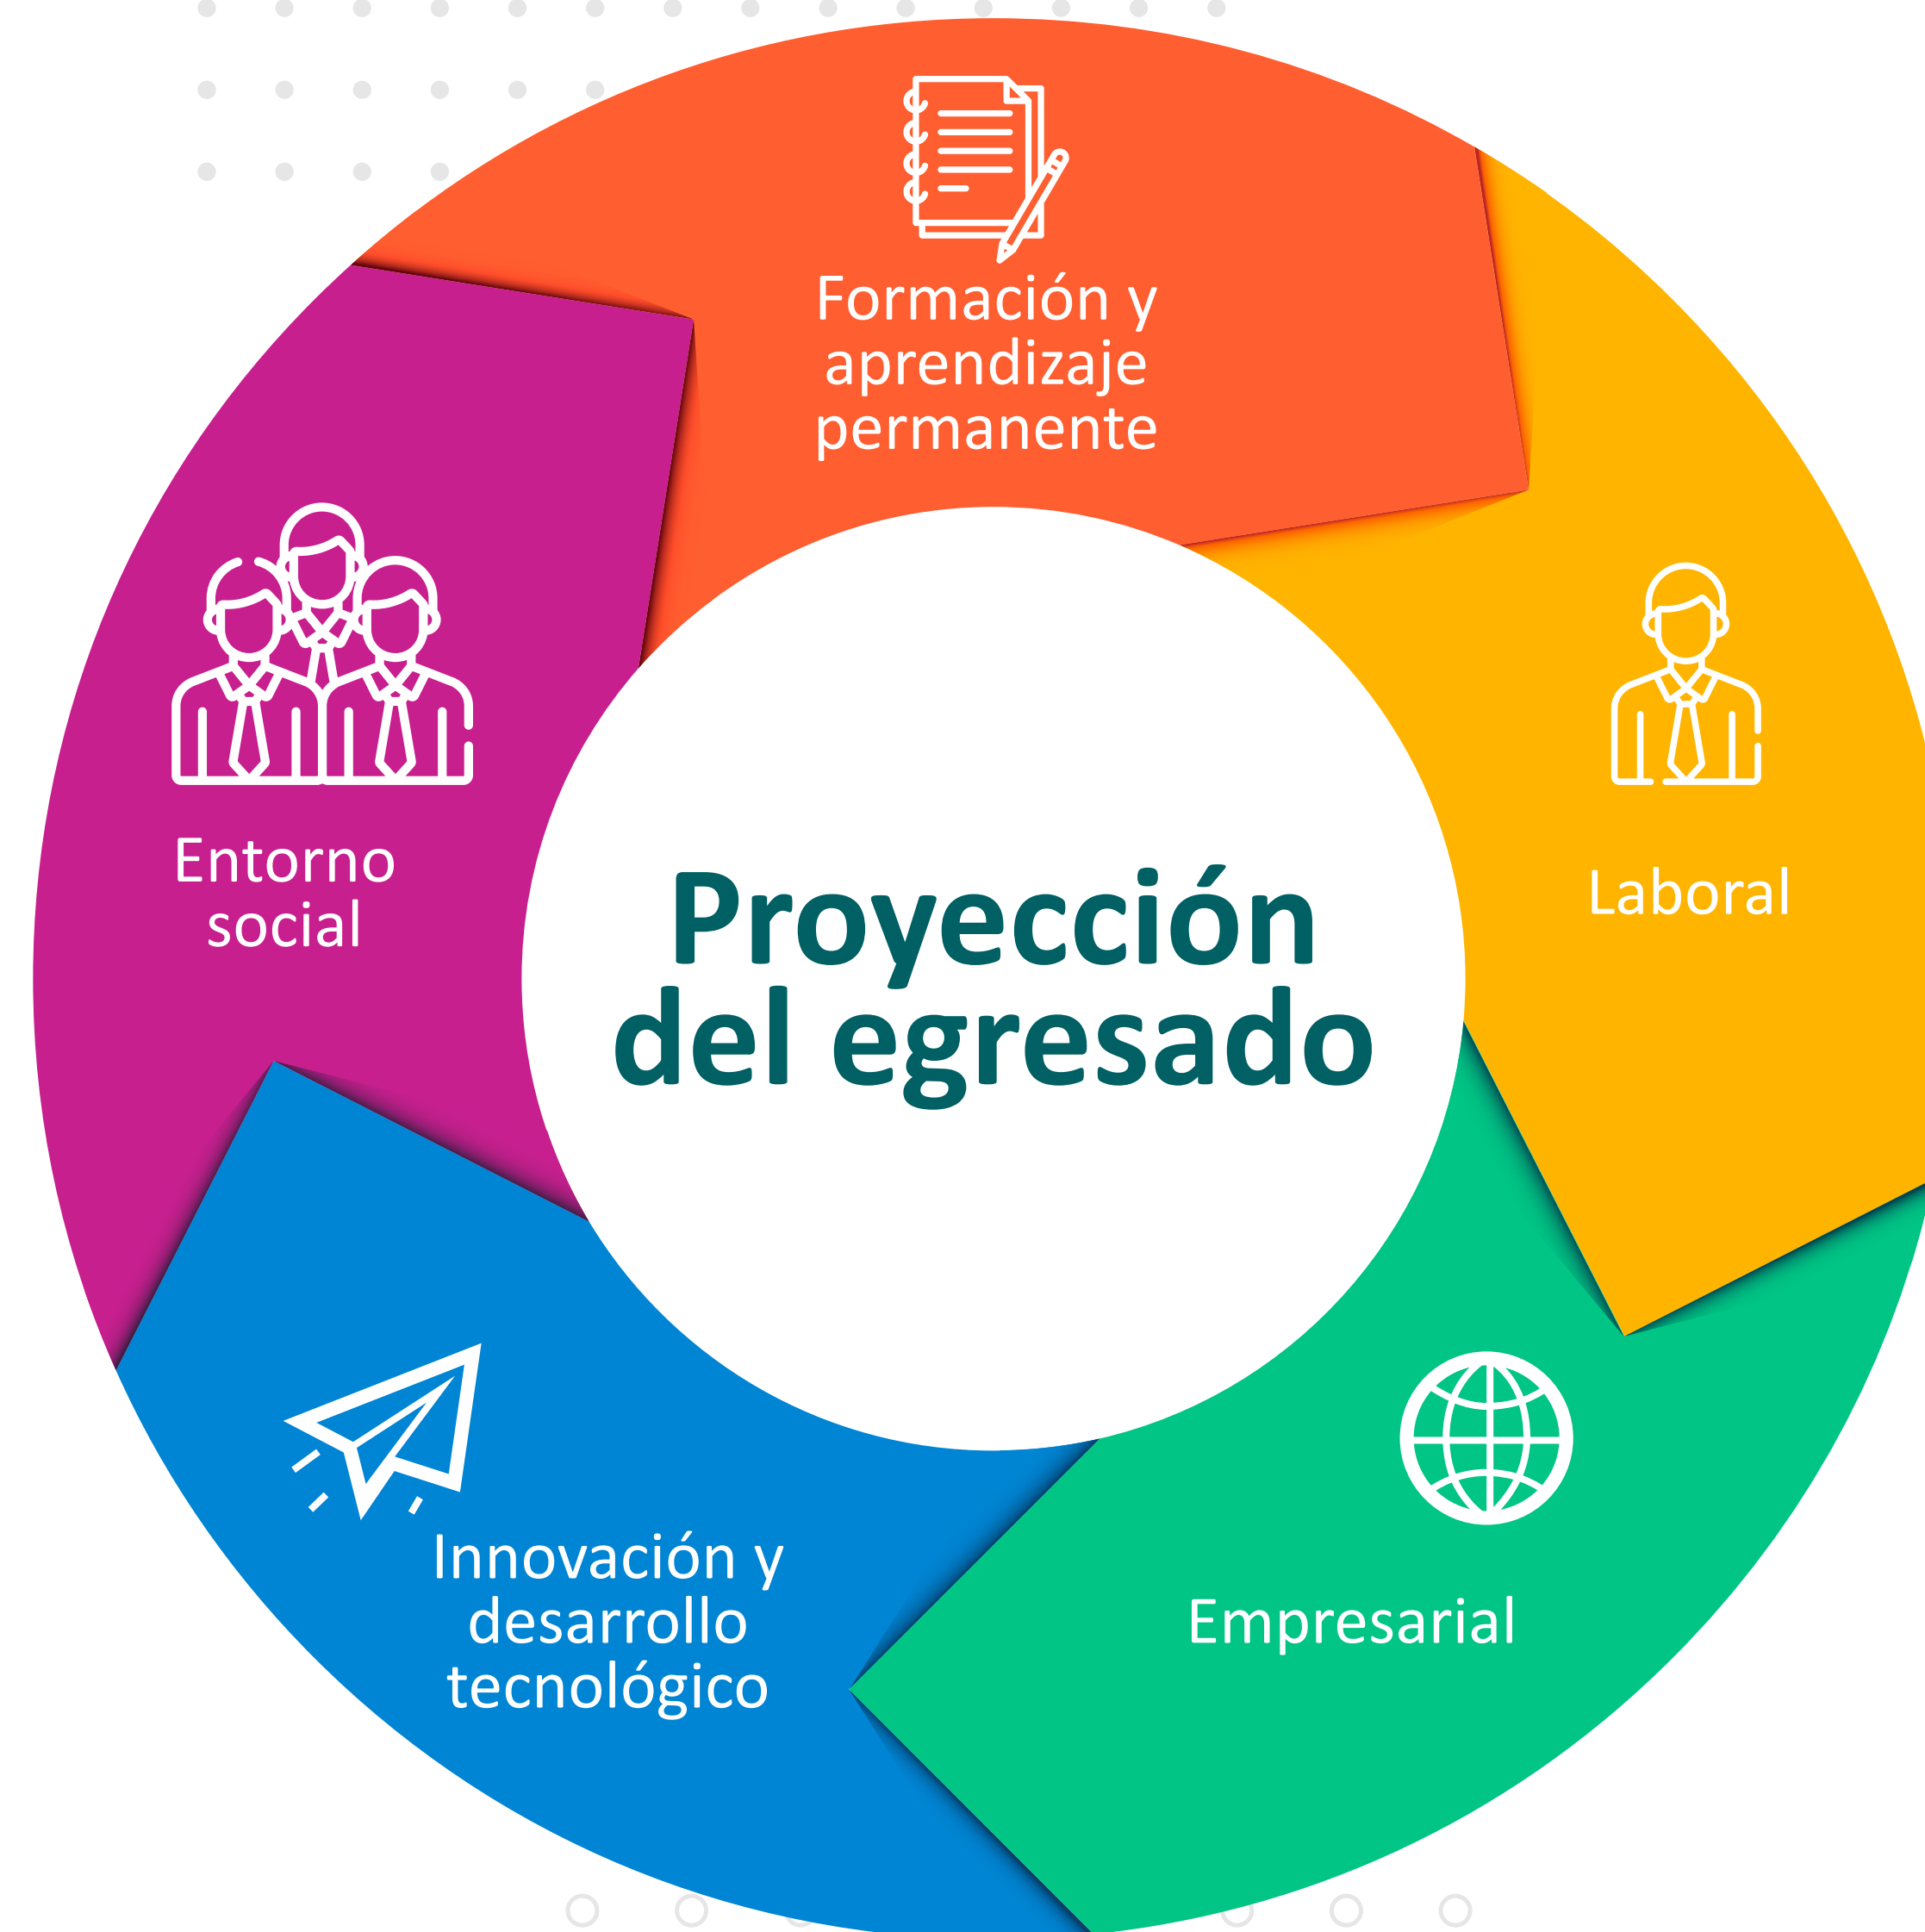 Formación y
aprendizaje
permanente
Laboral
Empresarial
Innovación y
desarrollo
tecnológico
Entorno
social
Proyección
del egresado